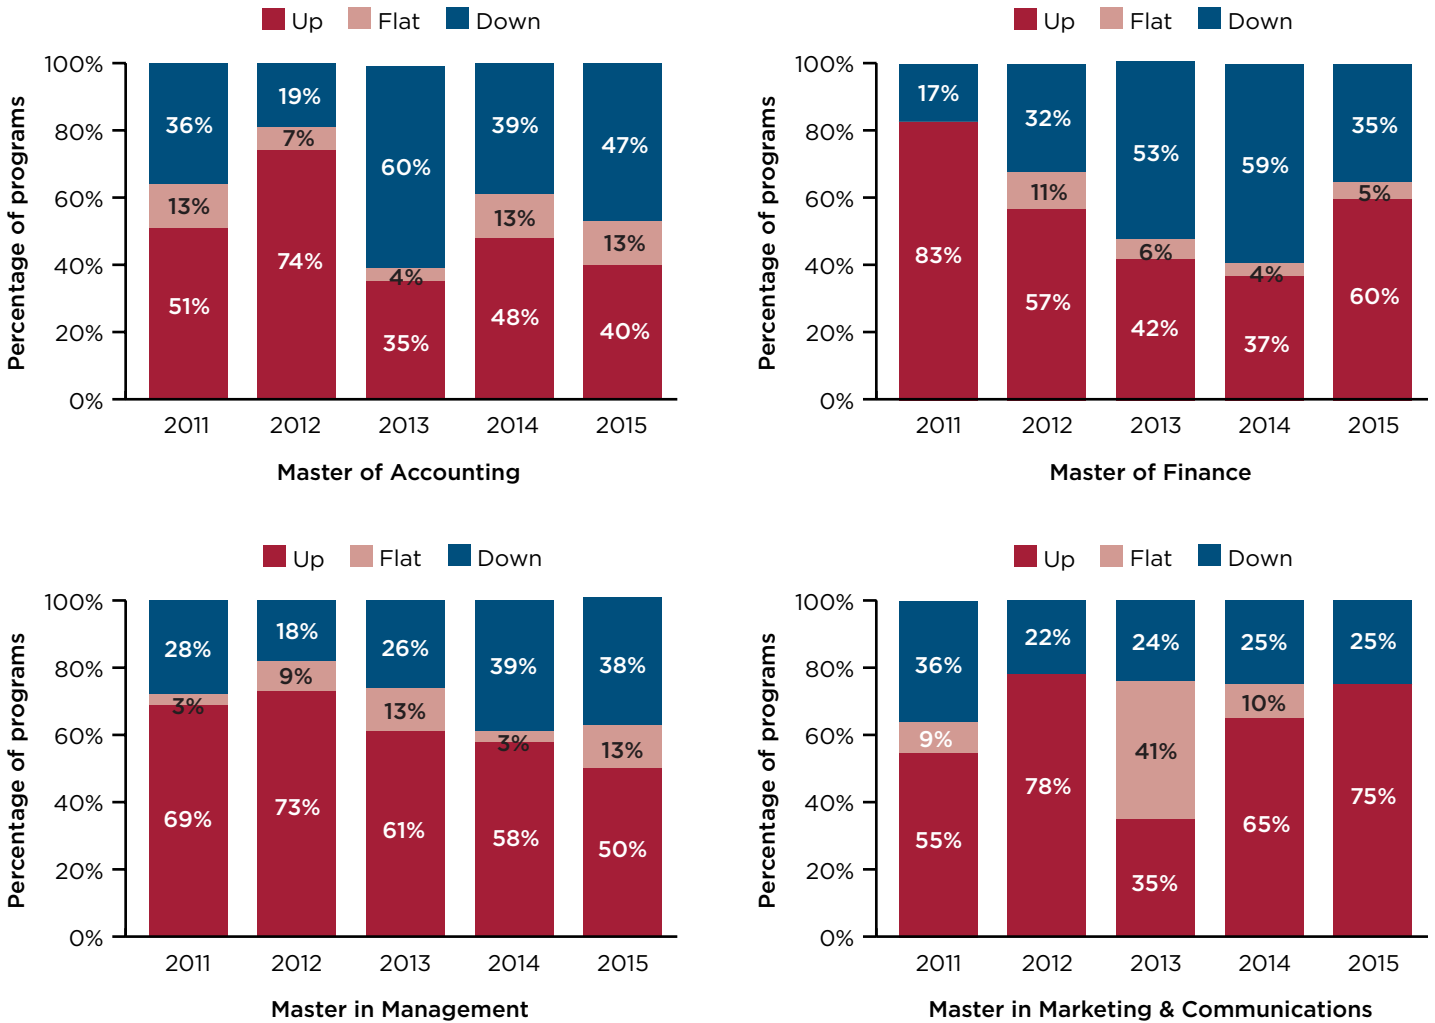 Up Flat Down
100%
80%
60%
40%
20%
0%
Percentage of programs
36% 19% 60% 39% 47%
13% 7% 4% 13% 13%
51% 74% 35% 48% 40%
2011 2012 2013 2014 2015
Master of Accounting
Up Flat Down
100%
80%
60%
40%
20%
0%
Percentage of programs
17% 32% 53% 59% 35%
11% 6% 4% 5%
83% 57% 42% 37% 60%
2011 2012 2013 2014 2015
Master of Finance
Up Flat Down
100%
80%
60%
40%
20%
0%
Percentage of programs
28% 18% 26% 39% 38%
3% 9% 13% 3% 13%
69% 73% 61% 58% 50%
2011 2012 2013 2014 2015
Master in Management
Up Flat Down
100%
80%
60%
40%
20%
0%
Percentage of programs
36% 22% 24% 25% 25%
9% 41% 10%
55% 78% 35% 65% 75%
2011 2012 2013 2014 2015
Master in Marketing & Communications